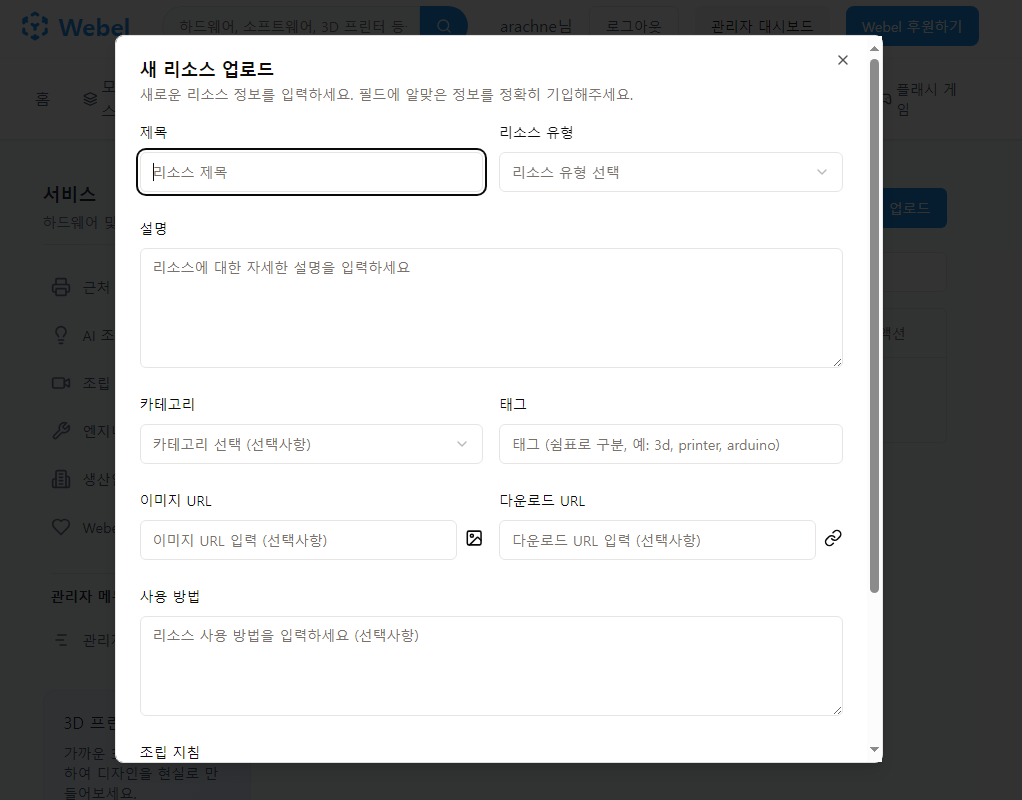 Webel
하드웨어, 소프트웨어, 3D 프린터 등
arachne님
로그아웃
관리자 대시보드
Webel 후원하기
홈
플래시 게
임
서비스
하드웨어 및
업로드
근처
AI 조
조립
엔지니
생산
Webe
액션
관리자 메
관리
3D 프린
가까운
하여 디자인을 현실로 만
들어보세요.
새 리소스 업로드
새로운 리소스 정보를 입력하세요. 필드에 알맞은 정보를 정확히 기입해주세요.
제목
리소스 유형
리소스 제목
리소스 유형 선택
설명
리소스에 대한 자세한 설명을 입력하세요
카테고리
태그
카테고리 선택 (선택사항)
태그 (쉼표로 구분, 예: 3d, printer, arduino)
이미지 URL
다운로드 URL
이미지 URL 입력 (선택사항)
다운로드 URL 입력 (선택사항)
사용 방법
리소스 사용 방법을 입력하세요 (선택사항)
조립 지침